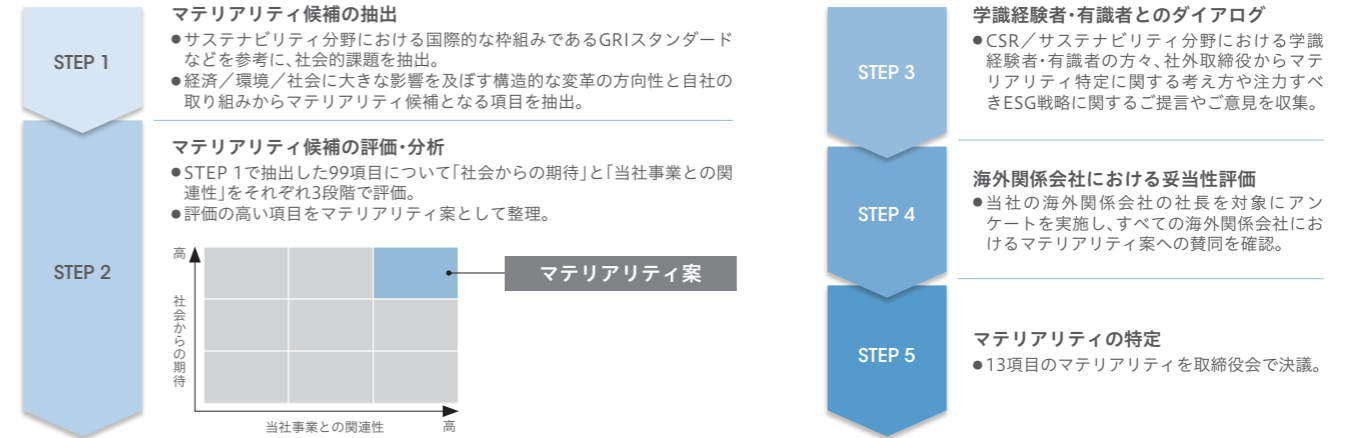 STEP 1
マテリアリティ候補の抽出
●サステナビリティ分野における国際的な枠組みであるGRIスタンダード
などを参考に、社会的課題を抽出。
●経済／環境／社会に大きな影響を及ぼす構造的な変革の方向性と自社の
取り組みからマテリアリティ候補となる項目を抽出。
STEP 2
マテリアリティ候補の評価・分析
●STEP 1で抽出した99項目について「社会からの期待」と「当社事業との関
連性」をそれぞれ3段階で評価。
●評価の高い項目をマテリアリティ案として整理。
高
社会からの期待
マテリアリティ案
当社事業との関連性
高
STEP 3
学識経験者・有識者とのダイアログ
●CSR／サステナビリティ分野における学識
経験者・有識者の方々、社外取締役からマテ
リアリティ特定に関する考え方や注力すべ
きESG戦略に関するご提言やご意見を収集。
STEP 4
海外関係会社における妥当性評価
●当社の海外関係会社の社長を対象にアン
ケートを実施し、すべての海外関係会社にお
けるマテリアリティ案への賛同を確認。
STEP 5
マテリアリティの特定
●13項目のマテリアリティを取締役会で決議。